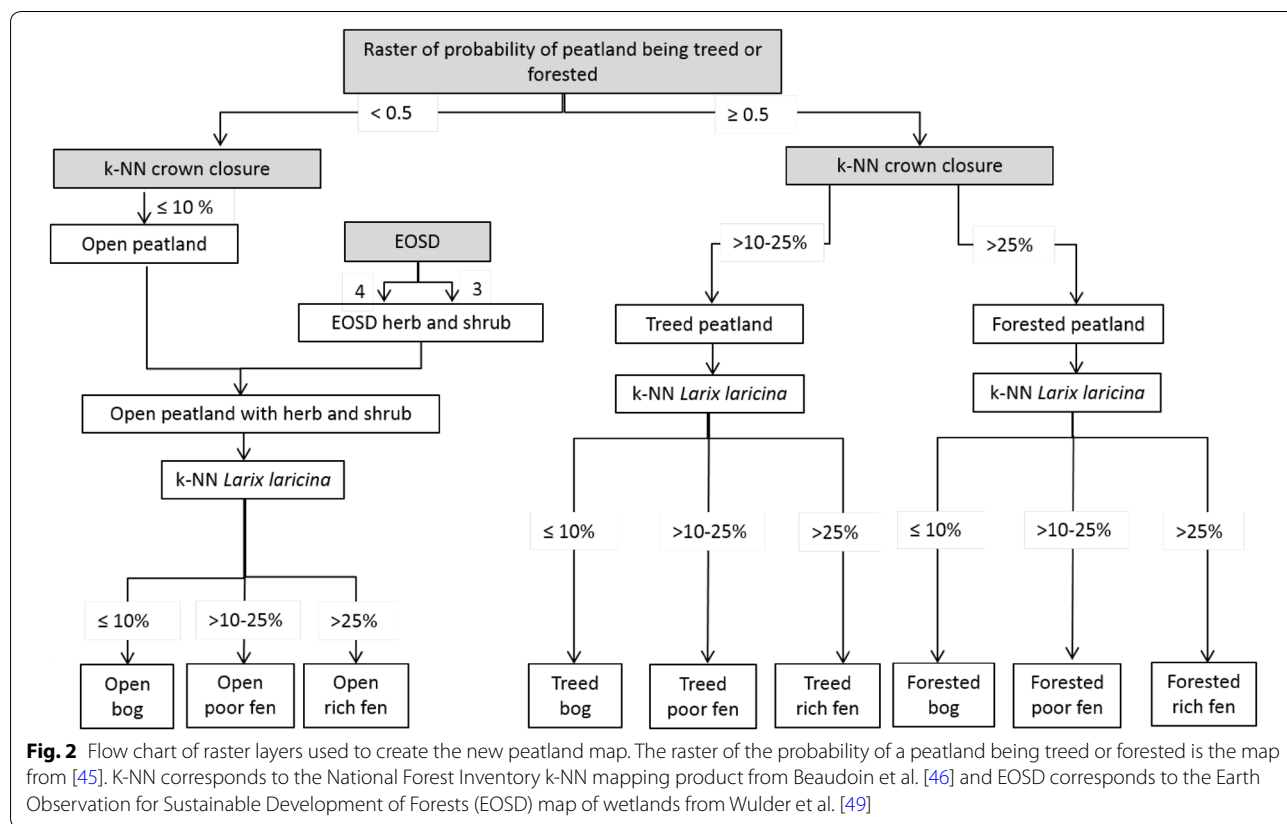 Raster of probability of peatland being treed or
forested
< 0.5
≥ 0.5
k-NN crown closure
k-NN crown closure
≤ 10 %
Open peatland
EOSD
>10-25%
>25%
4
3
EOSD herb and shrub
Treed peatland
Forested peatland
k-NN Larix laricina
k-NN Larix laricina
Open peatland with herb and shrub
k-NN Larix laricina
≤ 10%
>10-25%
>25%
≤ 10%
>10-25%
>25%
≤ 10%
>10-25%
>25%
Open
bog
Open
poor fen
Open
rich fen
Treed
bog
Treed
poor fen
Treed
rich fen
Forested
bog
Forested
poor fen
Forested
rich fen
Fig. 2 Flow chart of raster layers used to create the new peatland map. The raster of the probability of a peatland being treed or forested is the map
from [45]. K-NN corresponds to the National Forest Inventory k-NN mapping product from Beaudoin et al. [46] and EOSD corresponds to the Earth
Observation for Sustainable Development of Forests (EOSD) map of wetlands from Wulder et al. [49]